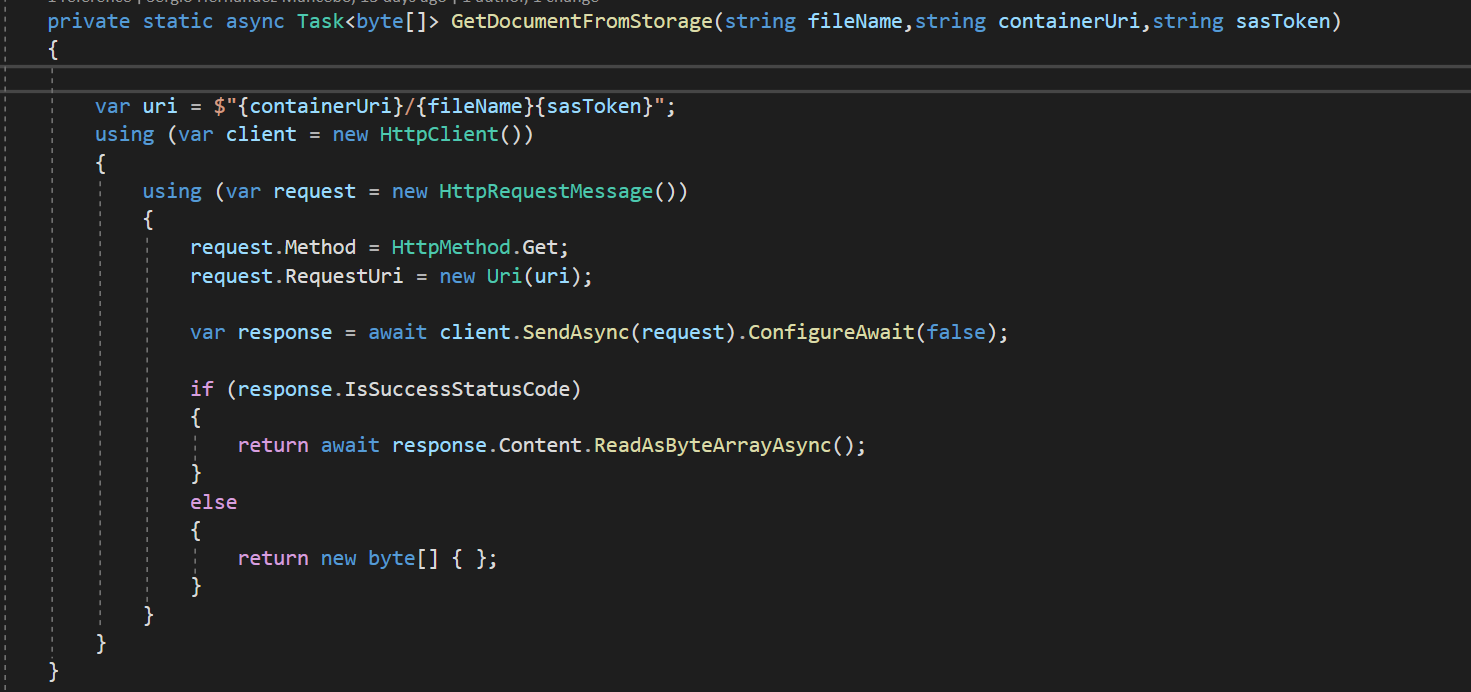 private static async Task<byte[]> GetDocumentFromStorage(string fileName,string containerUri,string sasToken)
{
var uri = $"{containerUri}/{fileName}{sasToken}";
using (var client = new HttpClient())
{
using (var request = new HttpRequestMessage())
{
request.Method = HttpMethod.Get;
request.RequestUri = new Uri(uri);
var response = await client.SendAsync(request).ConfigureAwait(false);
if (response.IsSuccessStatusCode)
{
return await response.Content.ReadAsByteArrayAsync();
}
else
{
return new byte[] { };
}
}
}
}